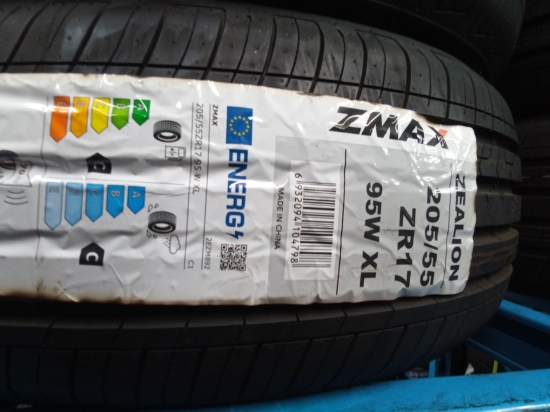 ZMAX
ZEALION
205/55
ZR17
95W XL
6932094104798
MADE IN CHINA
ENERG
ZMAX
205/55ZR17 95W XL
C1
A
B
C
A
B
C